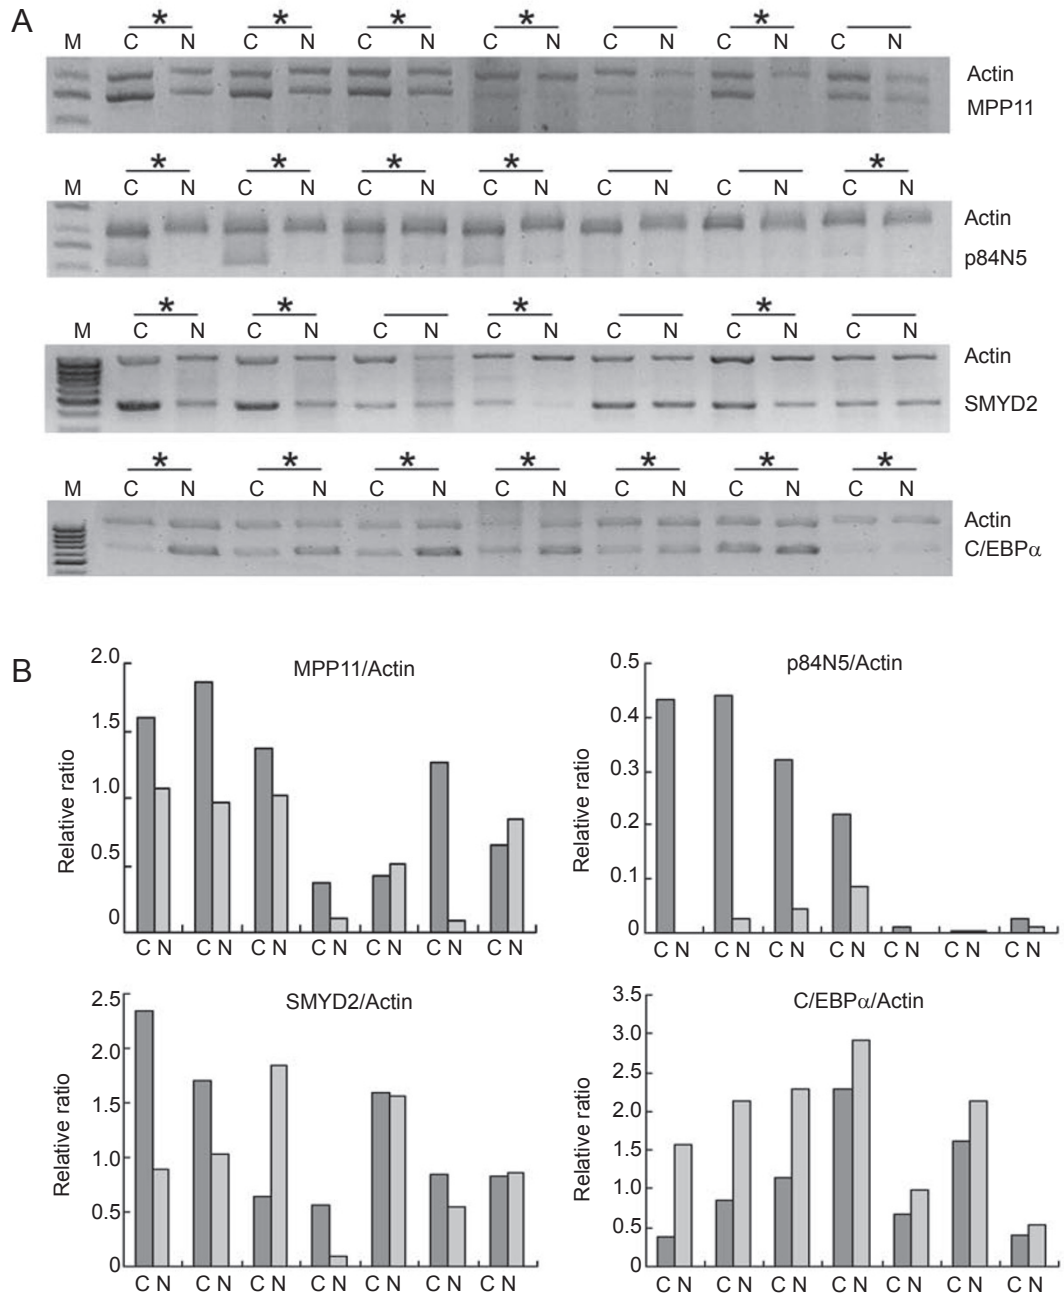 A
* * * * *
M C N C N C N C N C N C N C N
Actin
MPP11
* * * * *
M C N C N C N C N C N C N C N
Actin
p84N5
* * * *
M C N C N C N C N C N C N C N
Actin
SMYD2
* * * * * * *
M C N C N C N C N C N C N C N
Actin
C/EBPα
B
MPP11/Actin
Relative ratio
2.0
1.5
1.0
0.5
0
C N C N C N C N C N C N C N
p84N5/Actin
Relative ratio
0.5
0.4
0.3
0.2
0.1
0
C N C N C N C N C N C N C N
SMYD2/Actin
Relative ratio
2.5
2.0
1.5
1.0
0.5
0
C N C N C N C N C N C N C N
C/EBPα/Actin
Relative ratio
3.5
3.0
2.5
2.0
1.5
1.0
0.5
0
C N C N C N C N C N C N C N